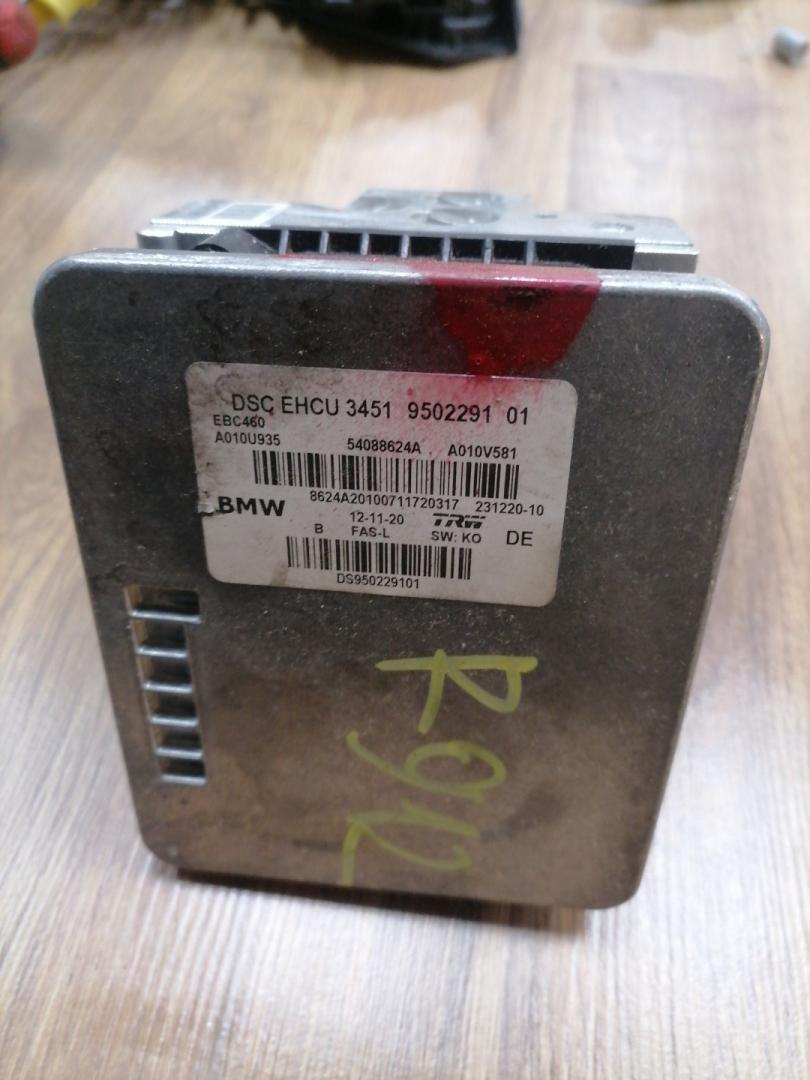 DSC EHCU 3451 9502291 01
EBC460
A010U935 54088624A A010V581
8624A20100711720317 231220-10
BMW 12-11-20 TRW
B FAS-L SW: KO DE
DS950229101
R912